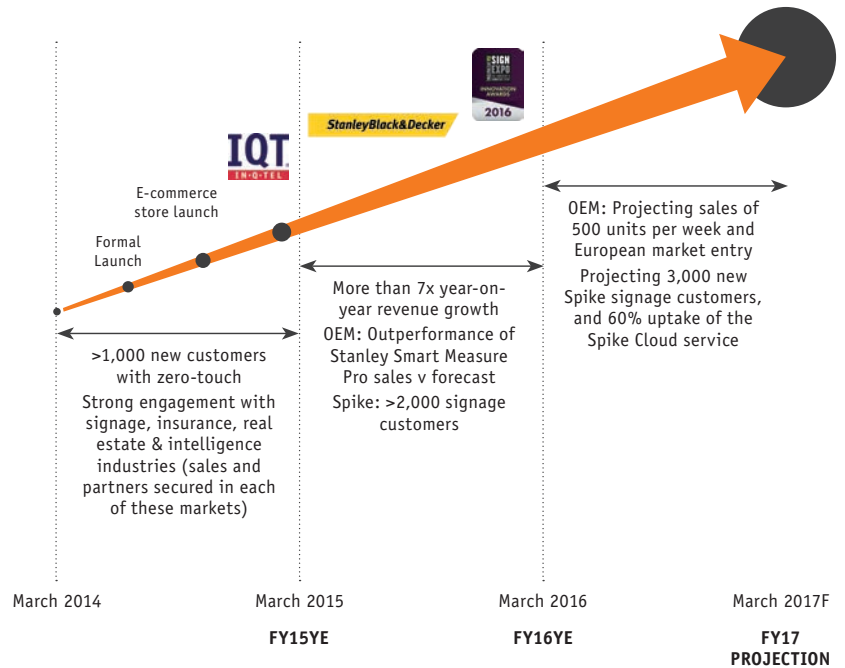 SIGN
EXPO
INNOVATION
AWARDS
2016
StanleyBlack&Decker
IQT
IN-Q-TEL
E-commerce
store launch
Formal
Launch
>1,000 new customers
with zero-touch
Strong engagement with
signage, insurance, real
estate & intelligence
industries (sales and
partners secured in each
of these markets)
More than 7x year-on-
year revenue growth
OEM: Outperformance of
Stanley Smart Measure
Pro sales v forecast
Spike: >2,000 signage
customers
OEM: Projecting sales of
500 units per week and
European market entry
Projecting 3,000 new
Spike signage customers,
and 60% uptake of the
Spike Cloud service
March 2014
March 2015
March 2016
March 2017F
FY15YE
FY16YE
FY17
PROJECTION